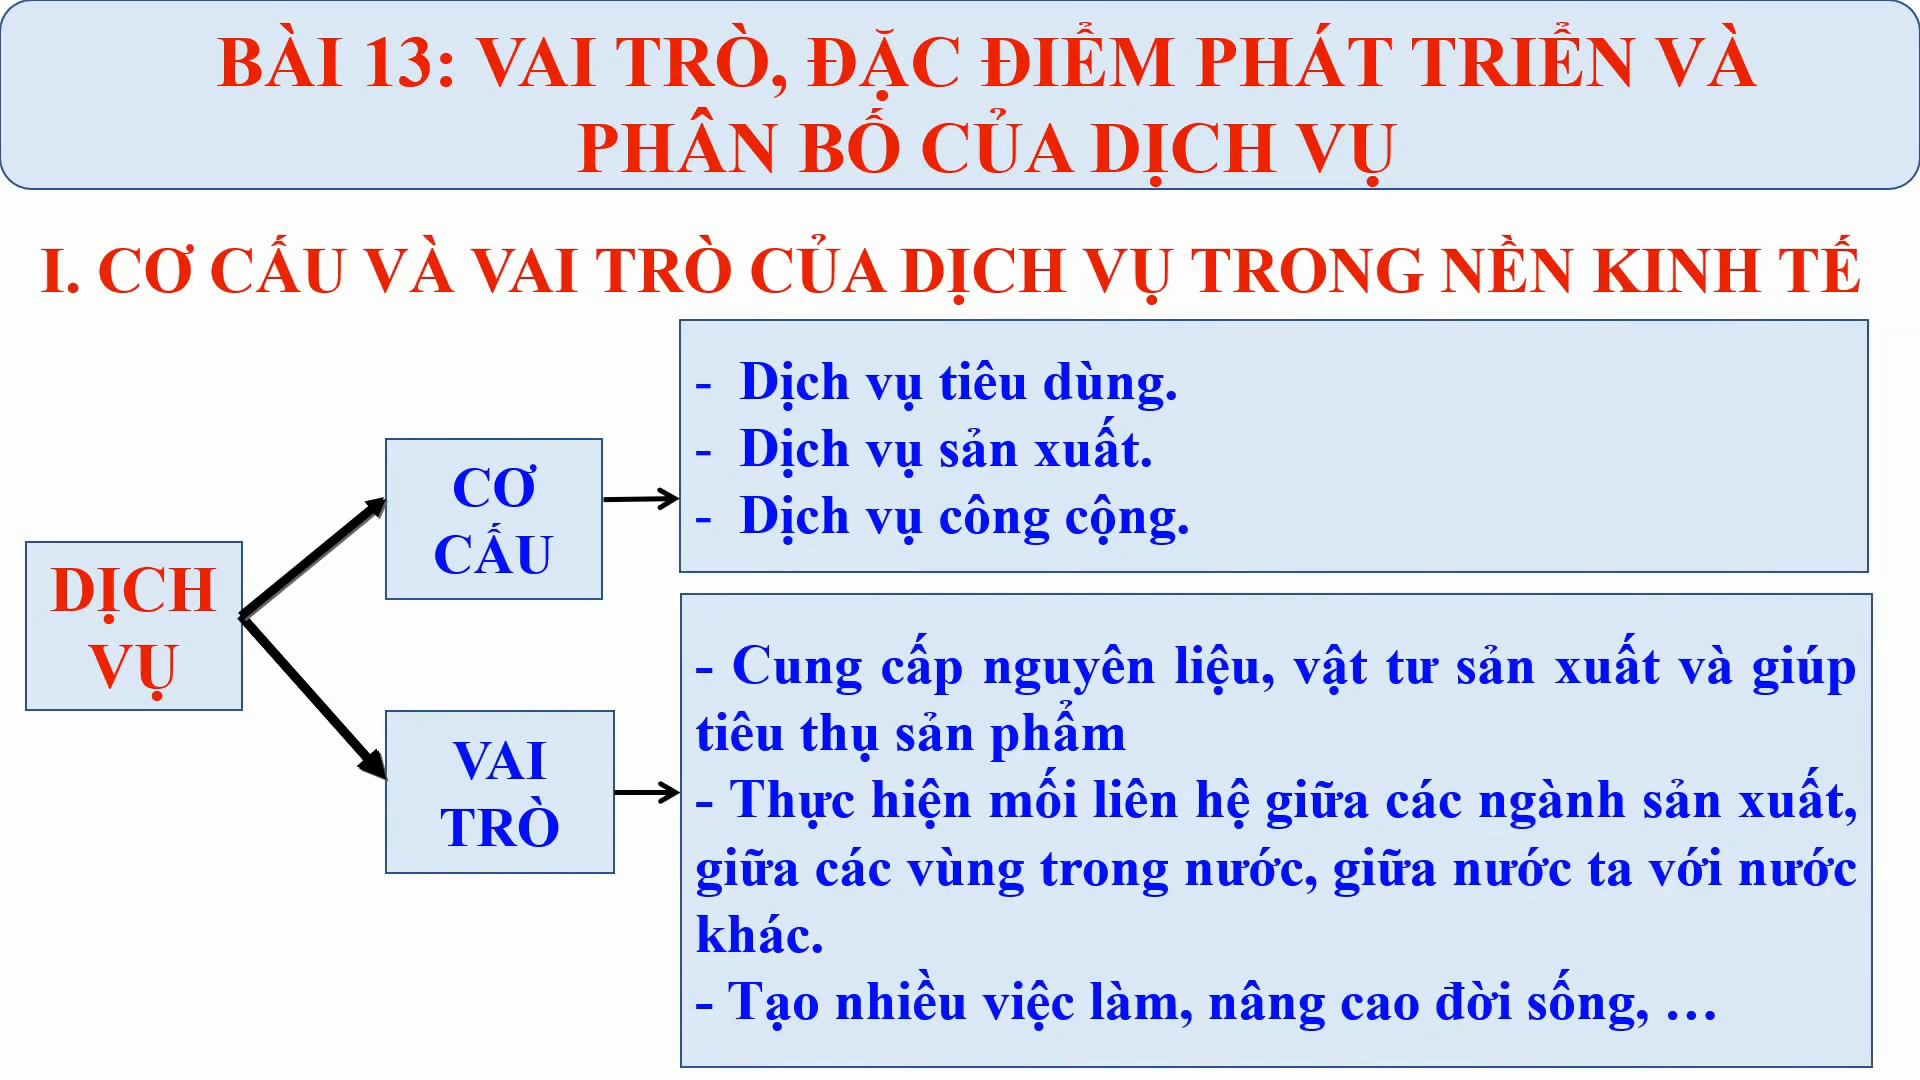 BÀI 13: VAI TRÒ, ĐẶC ĐIỂM PHÁT TRIỂN VÀ
PHÂN BỐ CỦA DỊCH VỤ
I. CƠ CẤU VÀ VAI TRÒ CỦA DỊCH VỤ TRONG NỀN KINH TẾ
DỊCH
VỤ
CƠ
CẤU
- Dịch vụ tiêu dùng.
- Dịch vụ sản xuất.
- Dịch vụ công cộng.
VAI
TRÒ
- Cung cấp nguyên liệu, vật tư sản xuất và giúp
tiêu thụ sản phẩm
- Thực hiện mối liên hệ giữa các ngành sản xuất,
giữa các vùng trong nước, giữa nước ta với nước
khác.
- Tạo nhiều việc làm, nâng cao đời sống, …